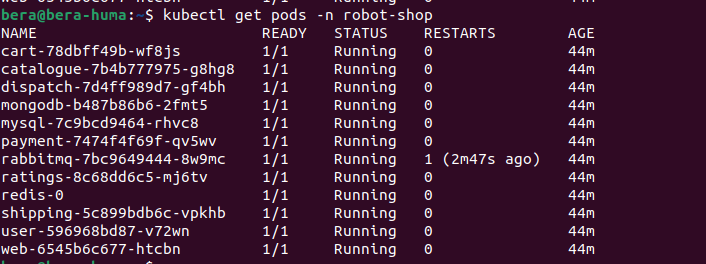 bera@bera-huma:~$ kubectl get pods -n robot-shop
NAME READY STATUS RESTARTS AGE
cart-78dbff49b-wf8js 1/1 Running 0 44m
catalogue-7b4b777975-g8hg8 1/1 Running 0 44m
dispatch-7d4ff989d7-gf4bh 1/1 Running 0 44m
mongodb-b487b86b6-2fmt5 1/1 Running 0 44m
mysql-7c9bcd9464-rhvc8 1/1 Running 0 44m
payment-7474f4f69f-qv5wv 1/1 Running 0 44m
rabbitmq-7bc9649444-8w9mc 1/1 Running 1 (2m47s ago) 44m
ratings-8c68dd6c5-mj6tv 1/1 Running 0 44m
redis-0 1/1 Running 0 44m
shipping-5c899bdb6c-vpkhb 1/1 Running 0 44m
user-596968bd87-v72wn 1/1 Running 0 44m
web-6545b6c677-htcbn 1/1 Running 0 44m